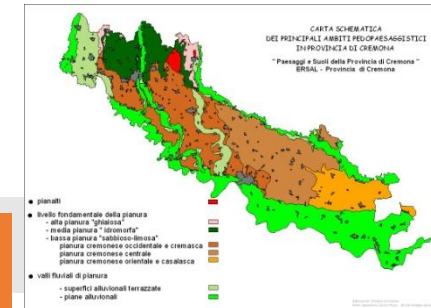 CARTA SCHEMATICA
DEI PRINCIPALI AMBITI PEDOPAESAGGISTICI
IN PROVINCIA DI CREMONA
" Paesaggi e Suoli della Provincia di Cremona "
ERSAL - Provincia di Cremona
● pianalti
● livello fondamentale della pianura
- alta pianura "ghiaiosa"
- media pianura " idromorfa"
- bassa pianura "sabbioso-limosa"
pianura cremonese occidentale e cremasca
pianura cremonese centrale
pianura cremonese orientale e casalasca
● valli fluviali di pianura
- superfici alluvionali terrazzate
- piane alluvionali